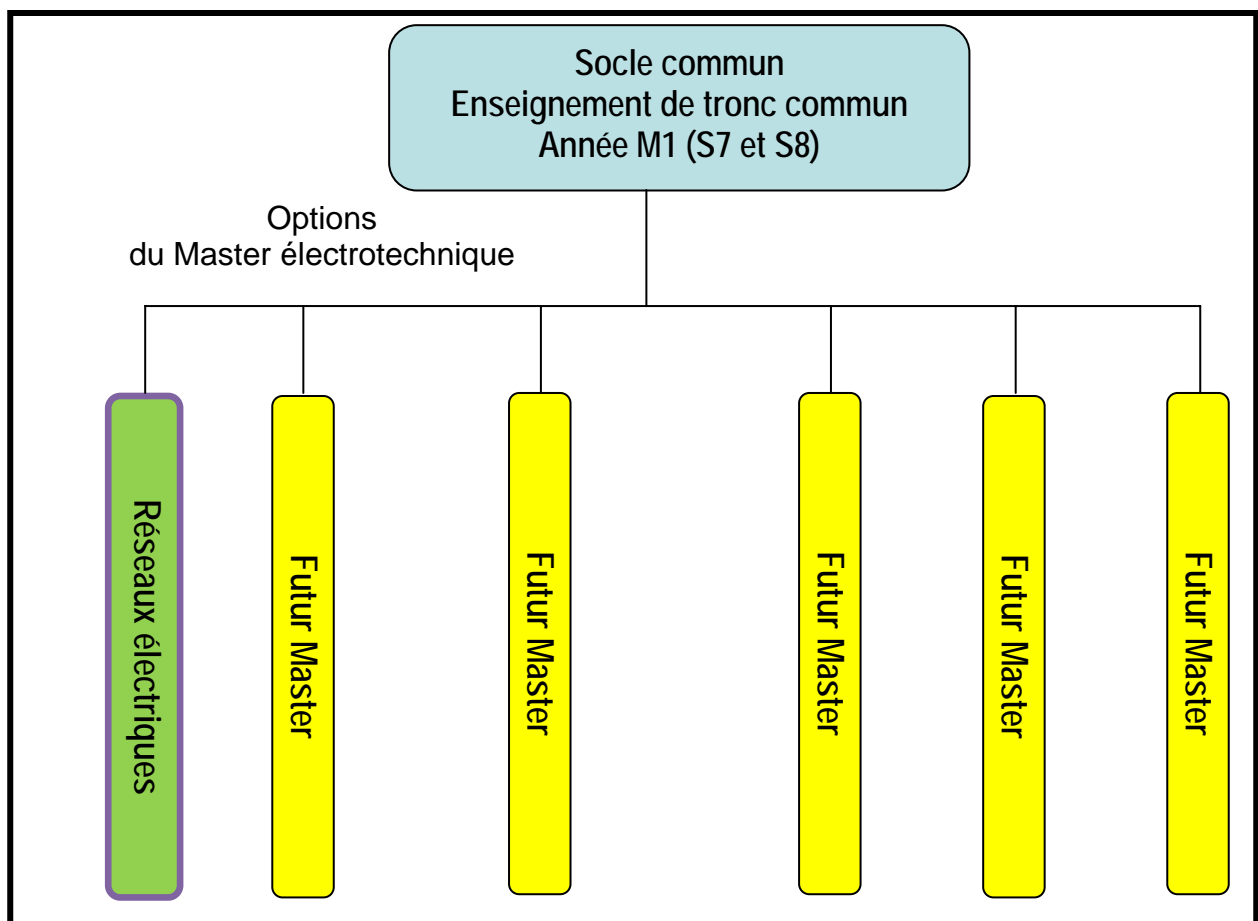 Socle commun
Enseignement de tronc commun
Année M1 (S7 et S8)
Options
du Master électrotechnique
Réseaux électriques
Futur Master
Futur Master
Futur Master
Futur Master
Futur Master